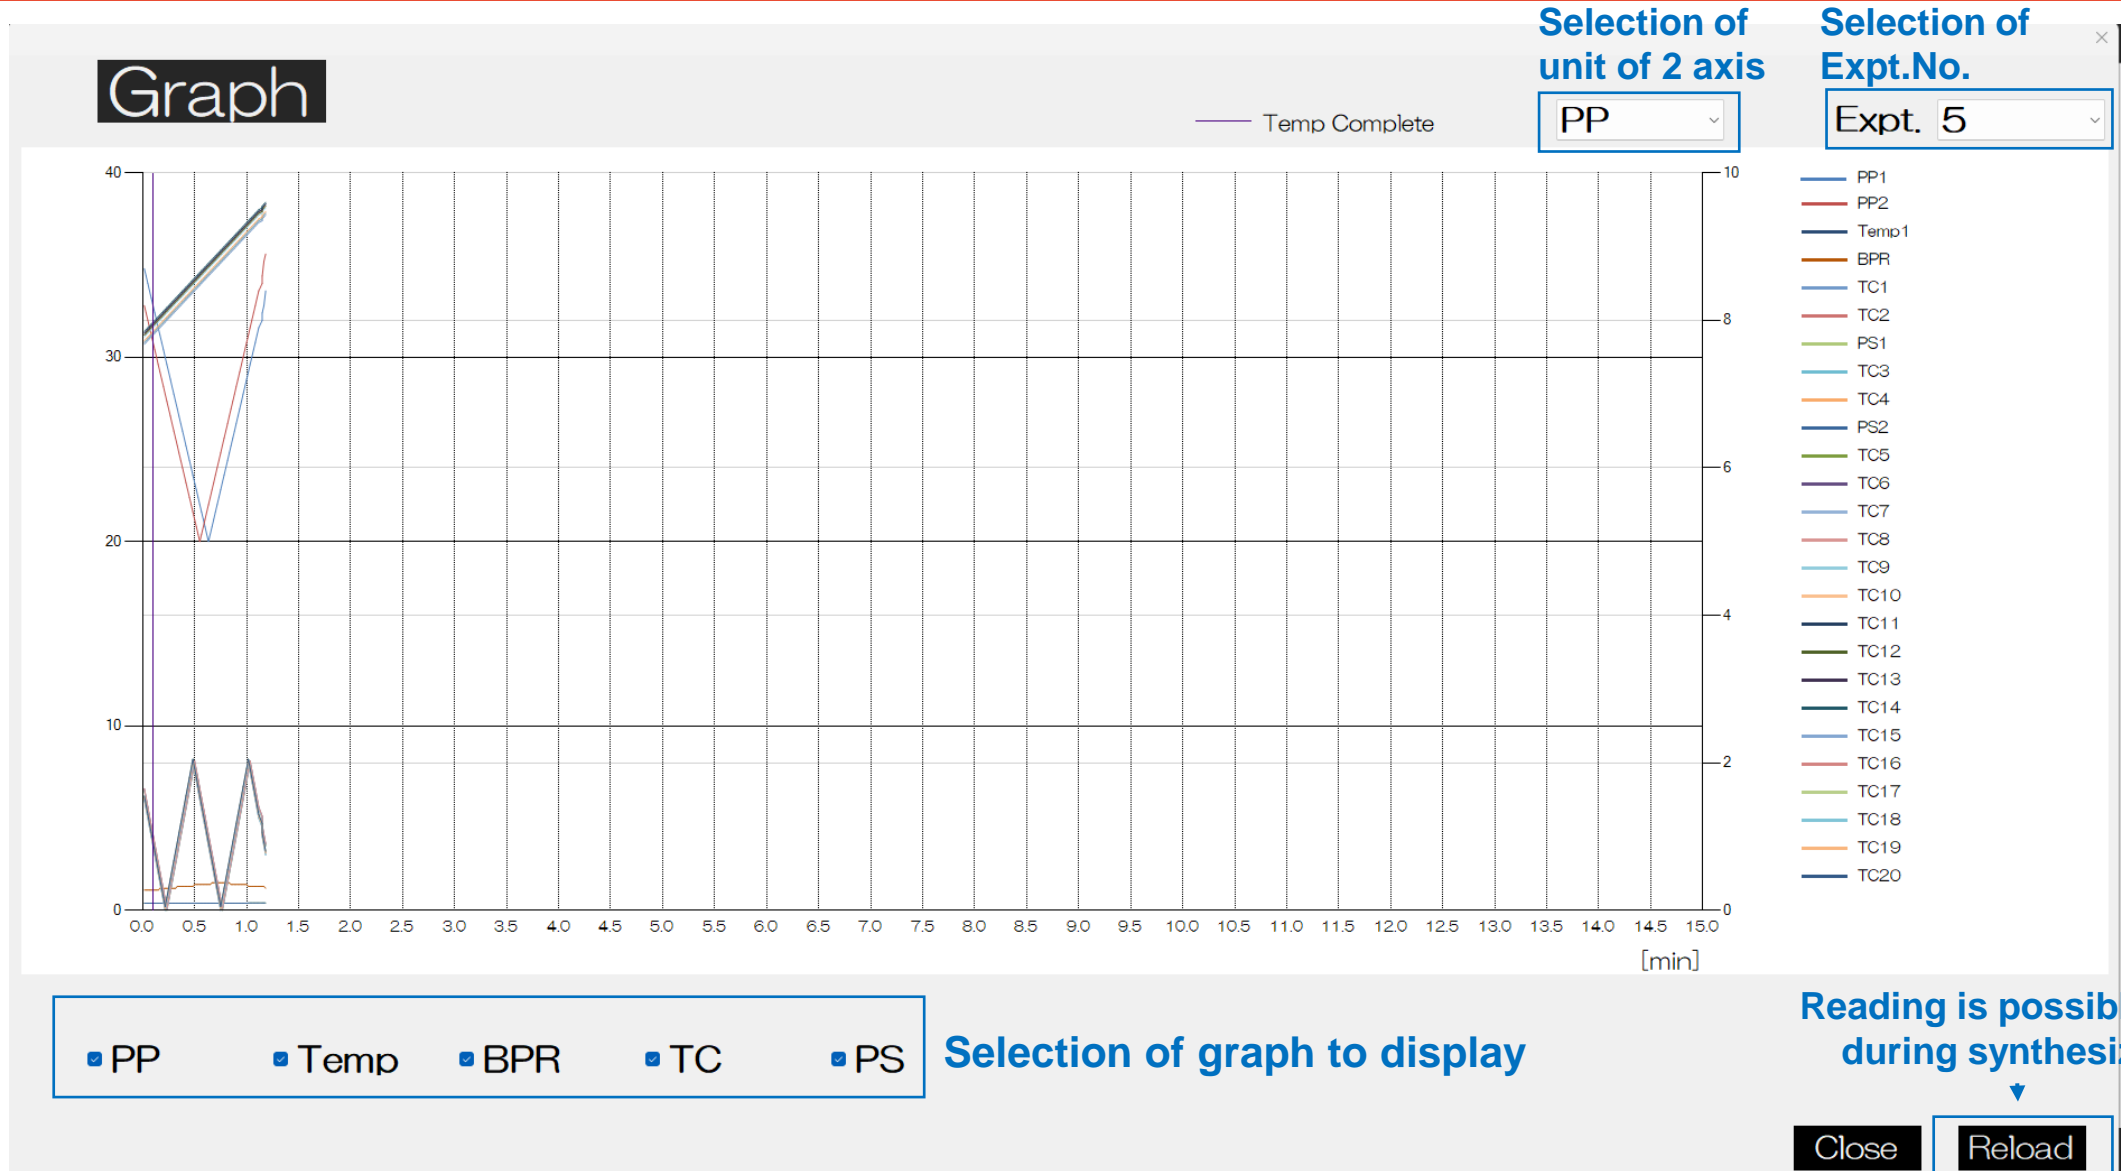 Selection of
unit of 2 axis
Selection of
Expt.No.
Graph
Temp Complete
PP
Expt. 5
40
30
20
10
0
10
8
6
4
2
0
0.0 0.5 1.0 1.5 2.0 2.5 3.0 3.5 4.0 4.5 5.0 5.5 6.0 6.5 7.0 7.5 8.0 8.5 9.0 9.5 10.0 10.5 11.0 11.5 12.0 12.5 13.0 13.5 14.0 14.5 15.0
[min]
PP1
PP2
Temp1
BPR
TC1
TC2
PS1
TC3
TC4
PS2
TC5
TC6
TC7
TC8
TC9
TC10
TC11
TC12
TC13
TC14
TC15
TC16
TC17
TC18
TC19
TC20
PP Temp BPR TC PS
Selection of graph to display
Reading is possib
during synthesi
Close Reload